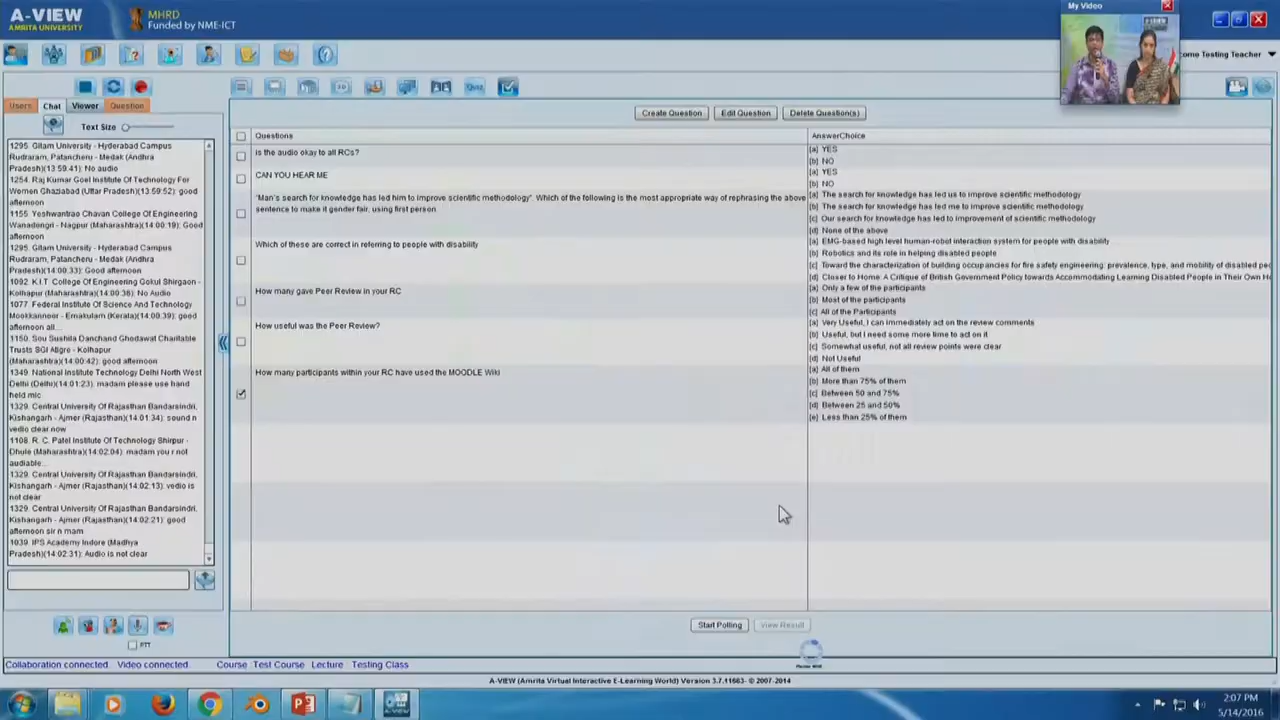 A-VIEW
AMRITA UNIVERSITY
MHRD
Funded by NME-ICT
My Video
A-VIEW
come Testing Teacher
Quiz
Users
Chat
Viewer
Question
Text Size
Create Question
Edit Question
Delete Question(s)
1295. Gitam University - Hyderabad Campus
Rudraram, Patancheru - Medak (Andhra
Pradesh)(13:59:41): No audio
1254. Raj Kumar Goel Institute Of Technology For
Women Ghaziabad (Uttar Pradesh)(13:59:52): good
afternoon
1155. Yeshwantrao Chavan College Of Engineering
Wanadongri - Nagpur (Maharashtra)(14:00:19): Good
afternoon
1295. Gitam University - Hyderabad Campus
Rudraram, Patancheru - Medak (Andhra
Pradesh)(14:00:33): Good afternoon
1092. K.I.T. College Of Engineering Gokul Shirgaon -
Kolhapur (Maharashtra)(14:00:36): No Audio
1077. Federal Institute Of Science And Technology
Mookkannoor - Ernakulam (Kerala)(14:00:39): good
afternoon all...
1150. Sou Sushila Danchand Ghodawat Charitable
Trusts SGI Atigre - Kolhapur
(Maharashtra)(14:00:42): good afternoon
1349. National Institute Technology Delhi North West
Delhi (Delhi)(14:01:23): madam please use hand
held mic
1329. Central University Of Rajasthan Bandarsindri,
Kishangarh - Ajmer (Rajasthan)(14:01:34): sound n
vedio clear now
1108. R. C. Patel Institute Of Technology Shirpur -
Dhule (Maharashtra)(14:02:04): madam you r not
audiable...
1329. Central University Of Rajasthan Bandarsindri,
Kishangarh - Ajmer (Rajasthan)(14:02:13): vedio is
not clear
1329. Central University Of Rajasthan Bandarsindri,
Kishangarh - Ajmer (Rajasthan)(14:02:21): good
afternoon sir n mam
1039. IPS Academy Indore (Madhya
Pradesh)(14:02:31): Audio is not clear
PTT
Questions
AnswerChoice
Is the audio okay to all RCs?
[a] YES
[b] NO
CAN YOU HEAR ME
[a] YES
[b] NO
"Man's search for knowledge has led him to improve scientific methodology". Which of the following is the most appropriate way of rephrasing the above
sentence to make it gender fair, using first person
[a] The search for knowledge has led us to improve scientific methodology
[b] The search for knowledge has led me to improve scientific methodology
[c] Our search for knowledge has led to improvement of scientific methodology
[d] None of the above
Which of these are correct in referring to people with disability
[a] EMG-based high level human-robot interaction system for people with disability
[b] Robotics and its role in helping disabled people
[c] Toward the characterization of building occupancies for fire safety engineering: prevalence, type, and mobility of disabled peo
[d] Closer to Home: A Critique of British Government Policy towards Accommodating Learning Disabled People in Their Own Ho
How many gave Peer Review in your RC
[a] Only a few of the participants
[b] Most of the participants
[c] All of the Participants
How useful was the Peer Review?
[a] Very Useful, I can immediately act on the review comments
[b] Useful, but I need some more time to act on it
[c] Somewhat useful, not all review points were clear
[d] Not Useful
How many participants within your RC have used the MOODLE Wiki
[a] All of them
[b] More than 75% of them
[c] Between 50 and 75%
[d] Between 25 and 50%
[e] Less than 25% of them
Start Polling
View Result
Collaboration connected
Video connected
Course
Test Course
Lecture
Testing Class
A-VIEW (Amrita Virtual Interactive E-Learning World) Version 3.7.11663- © 2007-2014
2:07 PM
5/14/2016